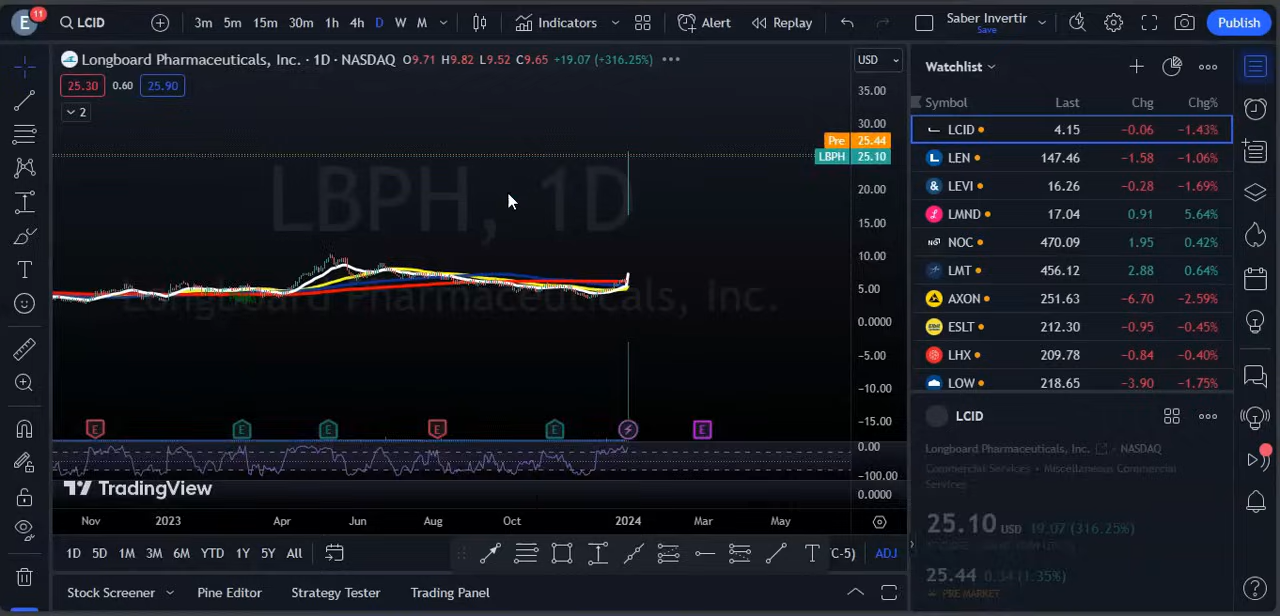 E 11
LCID
3m 5m 15m 30m 1h 4h D W M
Indicators
Alert
Replay
Saber Invertir
Save
Publish
Longboard Pharmaceuticals, Inc. · 1D · NASDAQ O9.71 H9.82 L9.52 C9.65 +19.07 (+316.25%)
25.30 0.60 25.90
2
USD
35.00
30.00
Pre 25.44
LBPH 25.10
20.00
15.00
10.00
5.00
0.0000
−5.00
−10.00
−15.00
0.00
−100.00
0.0000
LBPH, 1D
Longboard Pharmaceuticals, Inc.
E E E E E E
TradingView
Nov 2023 Apr Jun Aug Oct 2024 Mar May
1D 5D 1M 3M 6M YTD 1Y 5Y All
C-5) ADJ
Stock Screener Pine Editor Strategy Tester Trading Panel
Watchlist
Symbol Last Chg Chg%
LCID 4.15 −0.06 −1.43%
LEN 147.46 −1.58 −1.06%
LEVI 16.26 −0.28 −1.69%
LMND 17.04 0.91 5.64%
NOC 470.09 1.95 0.42%
LMT 456.12 2.88 0.64%
AXON 251.63 −6.70 −2.59%
ESLT 212.30 −0.95 −0.45%
LHX 209.78 −0.84 −0.40%
LOW 218.65 −3.90 −1.75%
LCID
Longboard Pharmaceuticals, Inc. · NASDAQ
Commercial Services · Miscellaneous Commercial
Services
25.10 USD 19.07 (316.25%)
25.44 0.34 (1.35%)
PRE MARKET